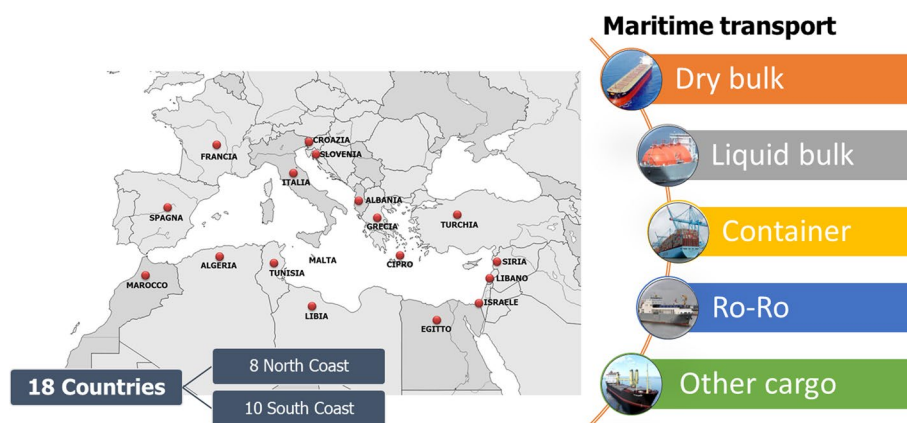 Maritime transport
Dry bulk
Liquid bulk
Container
Ro-Ro
Other cargo
CROAZIA
SLOVENIA
FRANCIA
ITALIA
ALBANIA
SPAGNA
GRECIA
TURCHIA
ALGERIA
TUNISIA
MALTA
CIPRO
SIRIA
MAROCCO
LIBANO
LIBIA
ISRAELE
EGITTO
18 Countries
8 North Coast
10 South Coast